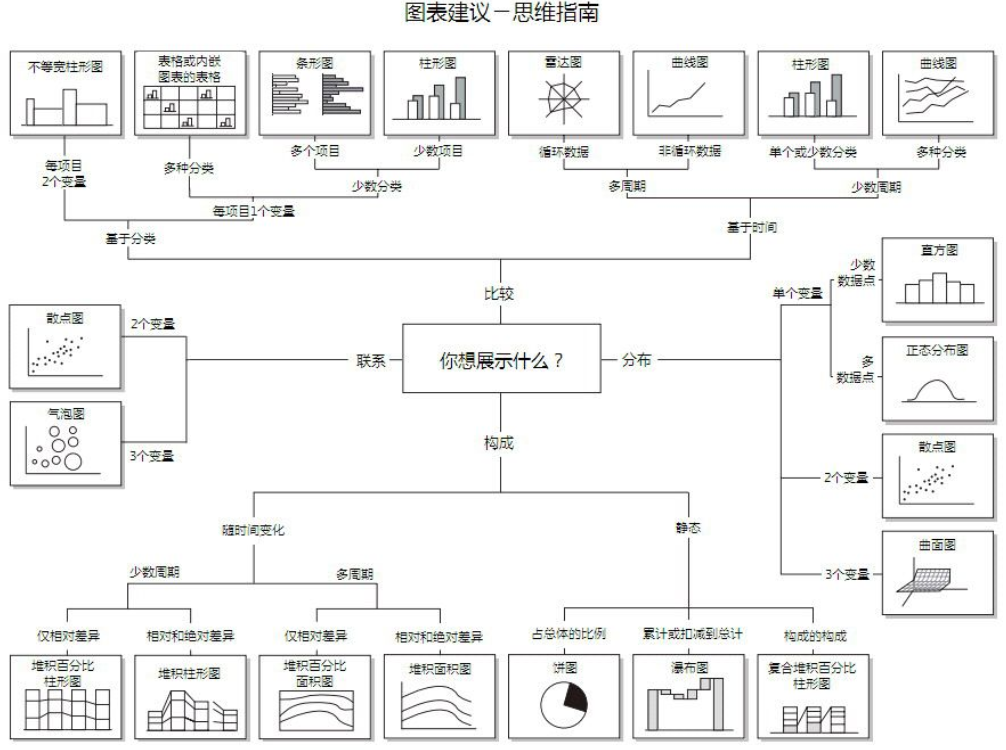 图表建议－思维指南
不等宽柱形图
表格或内嵌
图表的表格
条形图
柱形图
雷达图
曲线图
柱形图
曲线图
每项目
2个变量
多种分类
多个项目
少数项目
循环数据
非循环数据
单个或少数分类
多种分类
少数分类
多周期
少数周期
每项目1个变量
基于分类
基于时间
比较
散点图
2个变量
联系
你想展示什么？
分布
单个变量
少数
数据点
直方图
多
数据点
正态分布图
气泡图
3个变量
2个变量
散点图
3个变量
曲面图
构成
随时间变化
静态
少数周期
多周期
仅相对差异
相对和绝对差异
仅相对差异
相对和绝对差异
占总体的比例
累计或扣减到总计
构成的构成
堆积百分比
柱形图
堆积柱形图
堆积百分比
面积图
堆积面积图
饼图
瀑布图
复合堆积百分比
柱形图